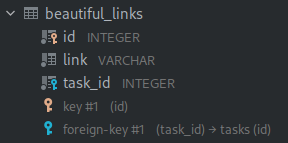 beautiful_links
id INTEGER
link VARCHAR
task_id INTEGER
key #1 (id)
foreign-key #1 (task_id) → tasks (id)